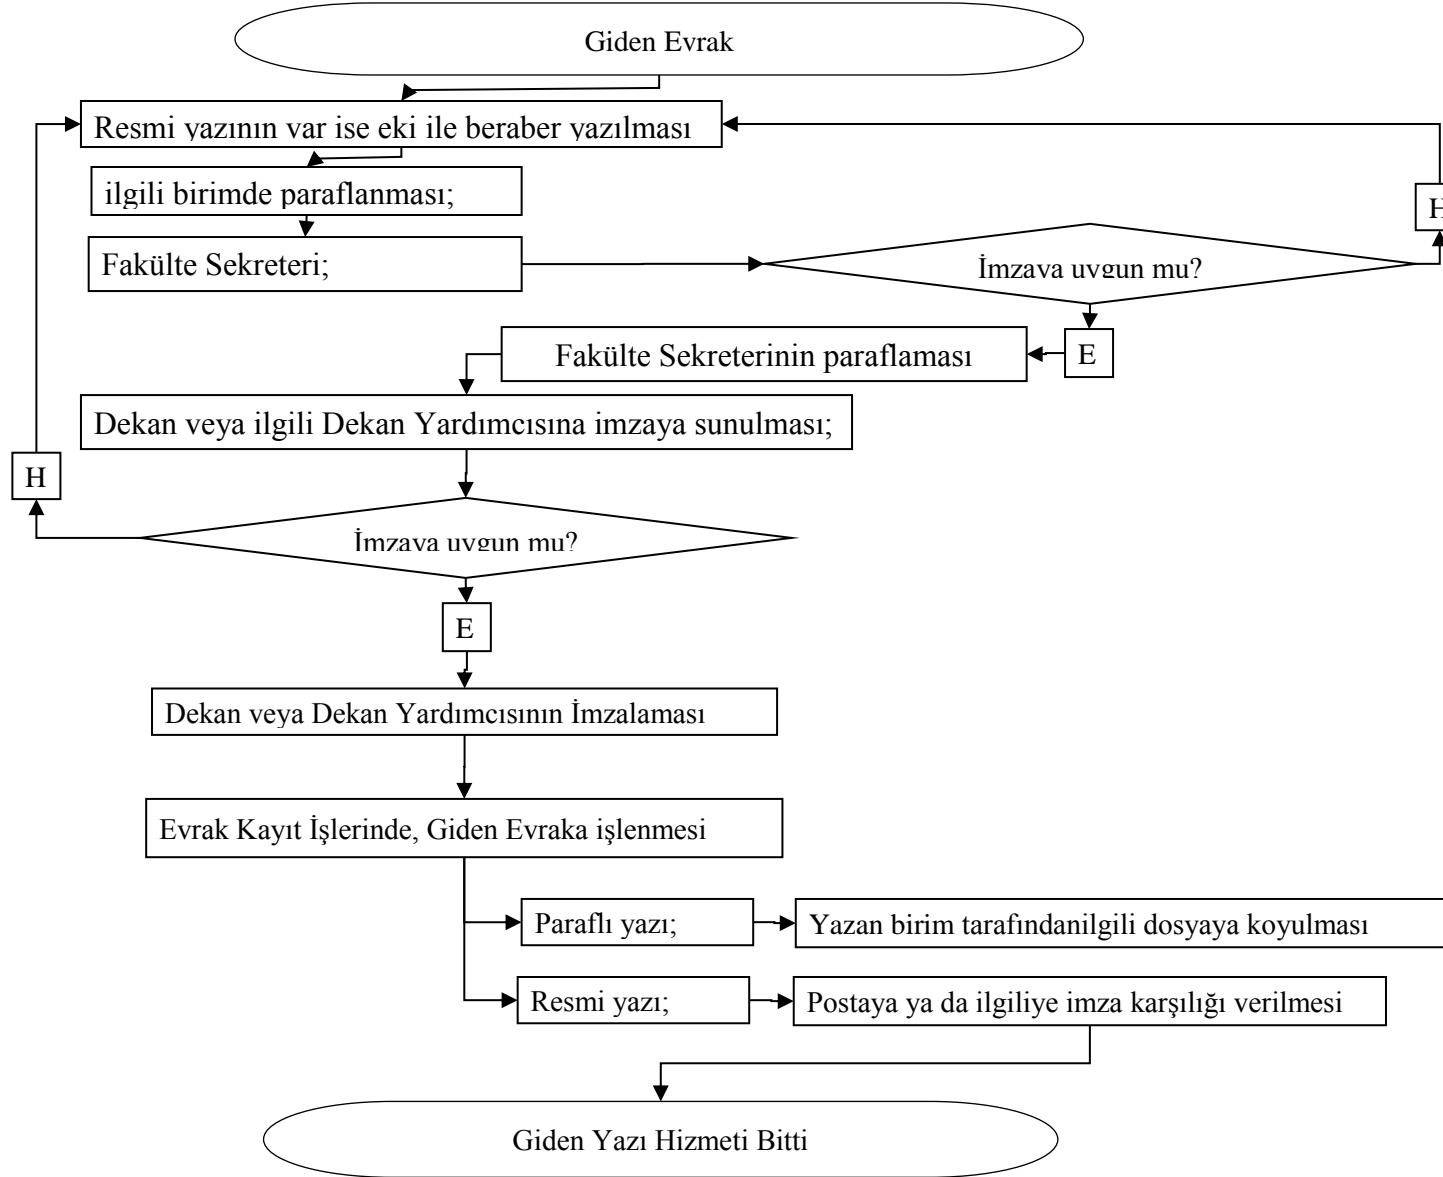 Giden Evrak
Resmi yazının var ise eki ile beraber yazılması
ilgili birimde paraflanması;
H
Fakülte Sekreteri;
İmzaya uygun mu?
Fakülte Sekreterinin paraflaması
E
Dekan veya ilgili Dekan Yardımcısına imzaya sunulması;
H
İmzaya uygun mu?
E
Dekan veya Dekan Yardımcısının İmzalaması
Evrak Kayıt İşlerinde, Giden Evraka işlenmesi
Paraflı yazı;
Yazan birim tarafındanilgili dosyaya koyulması
Resmi yazı;
Postaya ya da ilgiliye imza karşılığı verilmesi
Giden Yazı Hizmeti Bitti